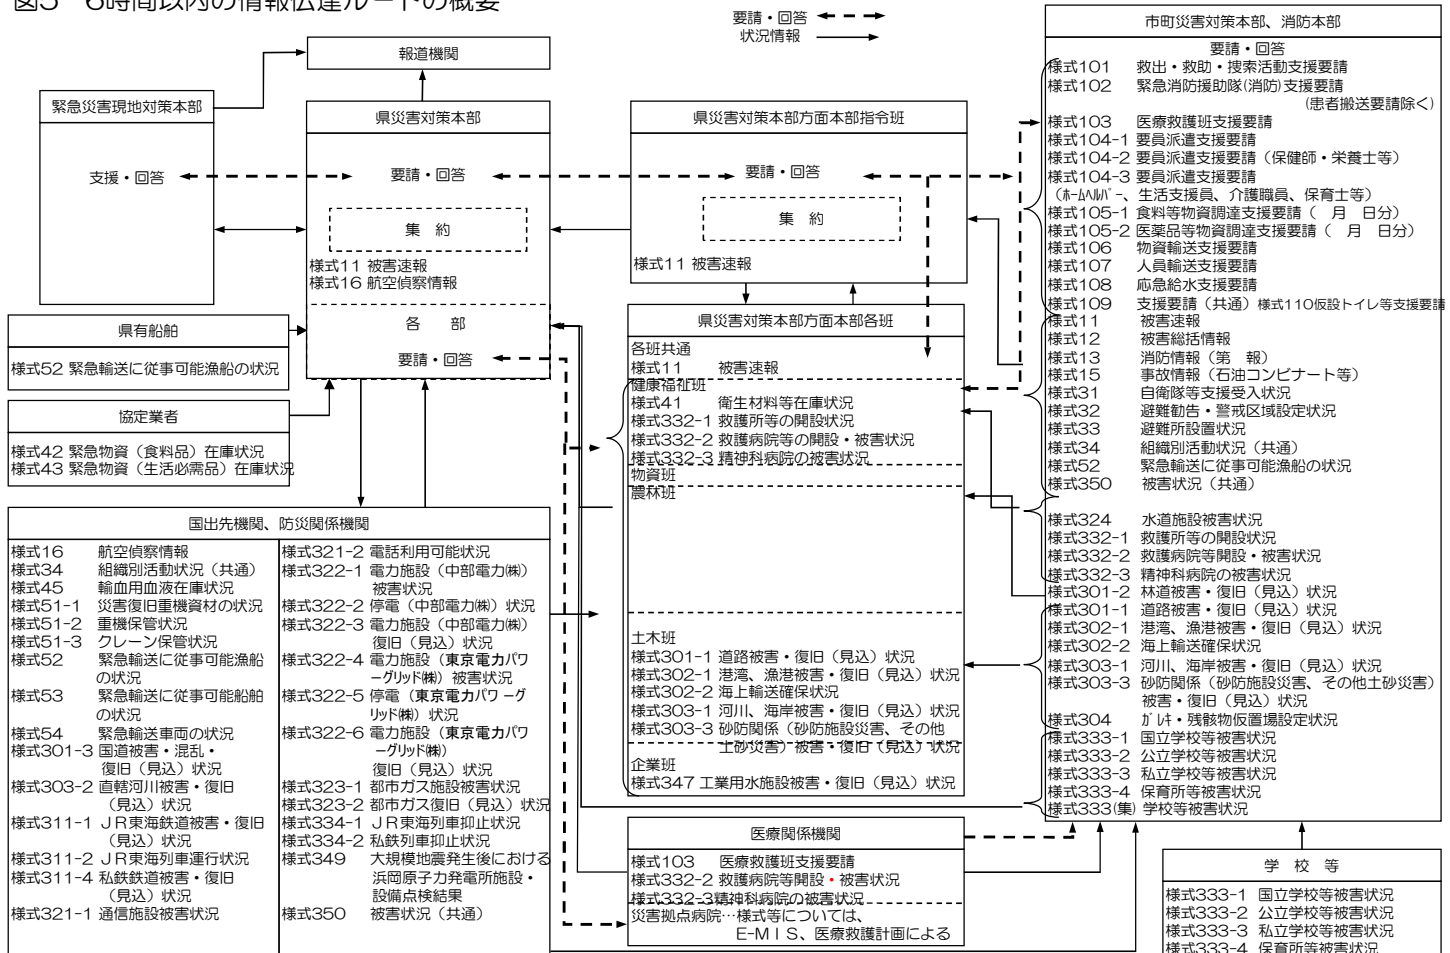 図5 6時間以内の情報伝達ルートの概要
要請・回答
状況情報
報道機関
緊急災害現地対策本部
支援・回答
県災害対策本部
要請・回答
集 約
様式11 被害速報
様式16 航空偵察情報
各 部
要請・回答
県災害対策本部方面本部指令班
要請・回答
集 約
様式11 被害速報
県有船舶
様式52 緊急輸送に従事可能漁船の状況
協定業者
様式42 緊急物資（食料品）在庫状況
様式43 緊急物資（生活必需品）在庫状況
県災害対策本部方面本部各班
各班共通
様式11 被害速報
健康福祉班
様式41 衛生材料等在庫状況
様式332-1 救護所等の開設状況
様式332-2 救護病院等の開設・被害状況
様式332-3 精神科病院の被害状況
物資班
農林班
土木班
様式301-1 道路被害・復旧（見込）状況
様式302-1 港湾、漁港被害・復旧（見込）状況
様式302-2 海上輸送確保状況
様式303-1 河川、海岸被害・復旧（見込）状況
様式303-3 砂防関係（砂防施設災害、その他
土砂災害）被害・復旧（見込）状況
企業班
様式347 工業用水施設被害・復旧（見込）状況
国出先機関、防災関係機関
様式16 航空偵察情報
様式34 組織別活動状況（共通）
様式45 輸血用血液在庫状況
様式51-1 災害復旧重機資材の状況
様式51-2 重機保管状況
様式51-3 クレーン保管状況
様式52 緊急輸送に従事可能漁船
の状況
様式53 緊急輸送に従事可能船舶
の状況
様式54 緊急輸送車両の状況
様式301-3 国道被害・混乱・
復旧（見込）状況
様式303-2 直轄河川被害・復旧
（見込）状況
様式311-1 ＪＲ東海鉄道被害・復旧
（見込）状況
様式311-2 ＪＲ東海列車運行状況
様式311-4 私鉄鉄道被害・復旧
（見込）状況
様式321-1 通信施設被害状況
様式321-2 電話利用可能状況
様式322-1 電力施設（中部電力㈱）
被害状況
様式322-2 停電（中部電力㈱）状況
様式322-3 電力施設（中部電力㈱）
復旧（見込）状況
様式322-4 電力施設（東京電力パワ
ーグリッド㈱）被害状況
様式322-5 停電（東京電力パワーグ
リッド㈱）状況
様式322-6 電力施設（東京電力パワ
ーグリッド㈱）
復旧（見込）状況
様式323-1 都市ガス施設被害状況
様式323-2 都市ガス復旧（見込）状況
様式334-1 ＪＲ東海列車抑止状況
様式334-2 私鉄列車抑止状況
様式349 大規模地震発生後における
浜岡原子力発電所施設・
設備点検結果
様式350 被害状況（共通）
医療関係機関
様式103 医療救護班支援要請
様式332-2 救護病院等開設・被害状況
様式332-3精神科病院の被害状況
災害拠点病院…様式等については、
E-ＭＩＳ、医療救護計画による
市町災害対策本部、消防本部
要請・回答
様式101 救出・救助・捜索活動支援要請
様式102 緊急消防援助隊(消防)支援要請
(患者搬送要請除く)
様式103 医療救護班支援要請
様式104-1 要員派遣支援要請
様式104-2 要員派遣支援要請（保健師・栄養士等）
様式104-3 要員派遣支援要請
（ﾎｰﾑﾍﾙﾊﾟｰ、生活支援員、介護職員、保育士等）
様式105-1 食料等物資調達支援要請（ 月 日分）
様式105-2 医薬品等物資調達支援要請（ 月 日分）
様式106 物資輸送支援要請
様式107 人員輸送支援要請
様式108 応急給水支援要請
様式109 支援要請（共通）様式110仮設トイレ等支援要請
様式11 被害速報
様式12 被害総括情報
様式13 消防情報（第 報）
様式15 事故情報（石油コンビナート等）
様式31 自衛隊等支援受入状況
様式32 避難勧告・警戒区域設定状況
様式33 避難所設置状況
様式34 組織別活動状況（共通）
様式52 緊急輸送に従事可能漁船の状況
様式350 被害状況（共通）
様式324 水道施設被害状況
様式332-1 救護所等の開設状況
様式332-2 救護病院等開設・被害状況
様式332-3 精神科病院の被害状況
様式301-2 林道被害・復旧（見込）状況
様式301-1 道路被害・復旧（見込）状況
様式302-1 港湾、漁港被害・復旧（見込）状況
様式302-2 海上輸送確保状況
様式303-1 河川、海岸被害・復旧（見込）状況
様式303-3 砂防関係（砂防施設災害、その他土砂災害）
被害・復旧（見込）状況
様式304 ｶﾞﾚｷ・残骸物仮置場設定状況
様式333-1 国立学校等被害状況
様式333-2 公立学校等被害状況
様式333-3 私立学校等被害状況
様式333-4 保育所等被害状況
様式333(集) 学校等被害状況
学 校 等
様式333-1 国立学校等被害状況
様式333-2 公立学校等被害状況
様式333-3 私立学校等被害状況
様式333-4 保育所等被害状況